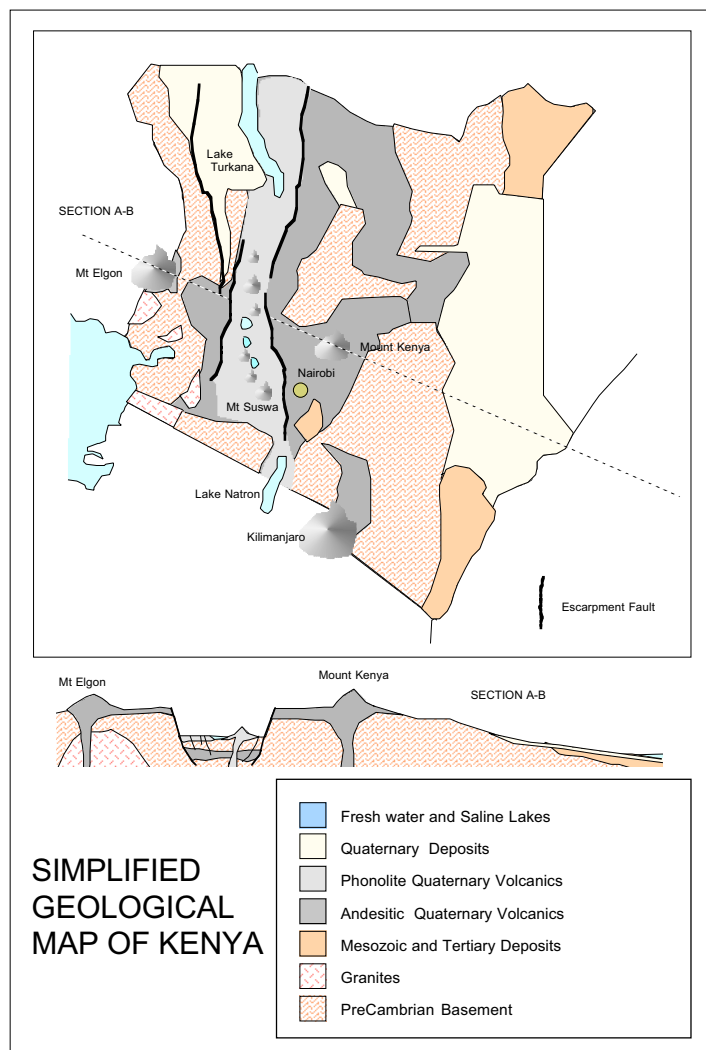 Lake
Turkana
SECTION A-B
Mt Elgon
Mount Kenya
Nairobi
Mt Suswa
Lake Natron
Kilimanjaro
Escarpment Fault
Mt Elgon
Mount Kenya
SECTION A-B
SIMPLIFIED
GEOLOGICAL
MAP OF KENYA
Fresh water and Saline Lakes
Quaternary Deposits
Phonolite Quaternary Volcanics
Andesitic Quaternary Volcanics
Mesozoic and Tertiary Deposits
Granites
PreCambrian Basement